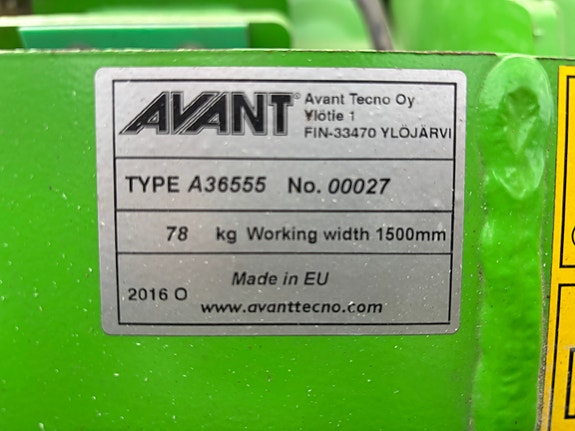 AVANT® Avant Tecno Oy
Ylötie 1
FIN-33470 YLÖJÄRVI
TYPE A36555 No. 00027
78 kg Working width 1500mm
Made in EU
2016 O
www.avanttecno.com